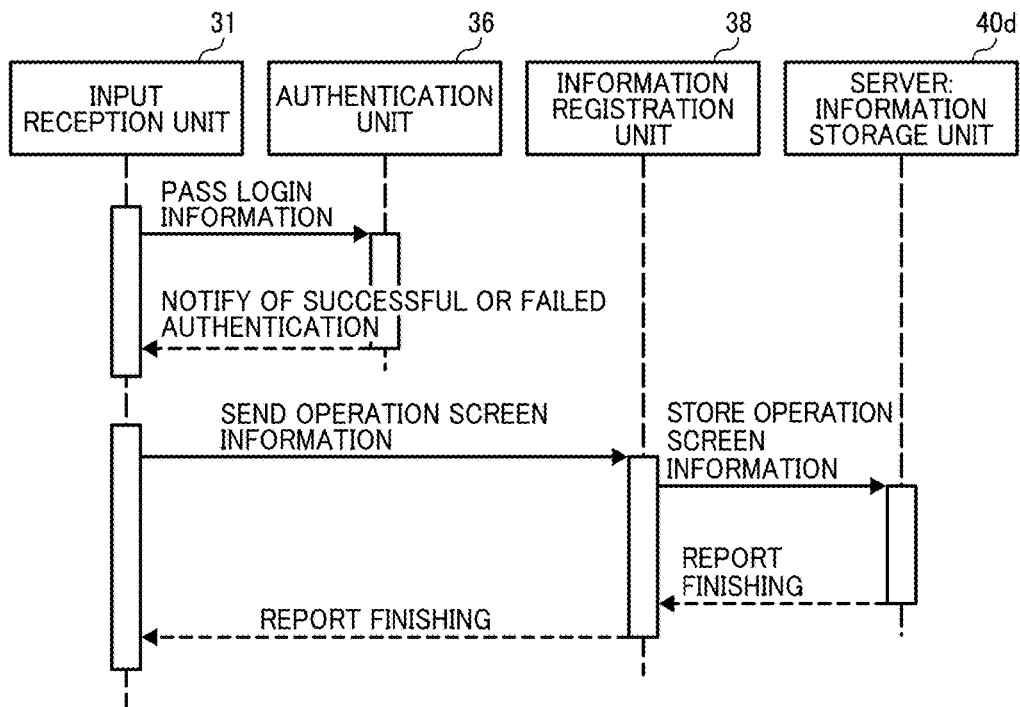 31
36
38
40d
INPUT
RECEPTION UNIT
AUTHENTICATION
UNIT
INFORMATION
REGISTRATION
UNIT
SERVER:
INFORMATION
STORAGE UNIT
PASS LOGIN
INFORMATION
NOTIFY OF SUCCESSFUL OR FAILED
AUTHENTICATION
SEND OPERATION SCREEN
INFORMATION
STORE OPERATION
SCREEN
INFORMATION
REPORT
FINISHING
REPORT FINISHING